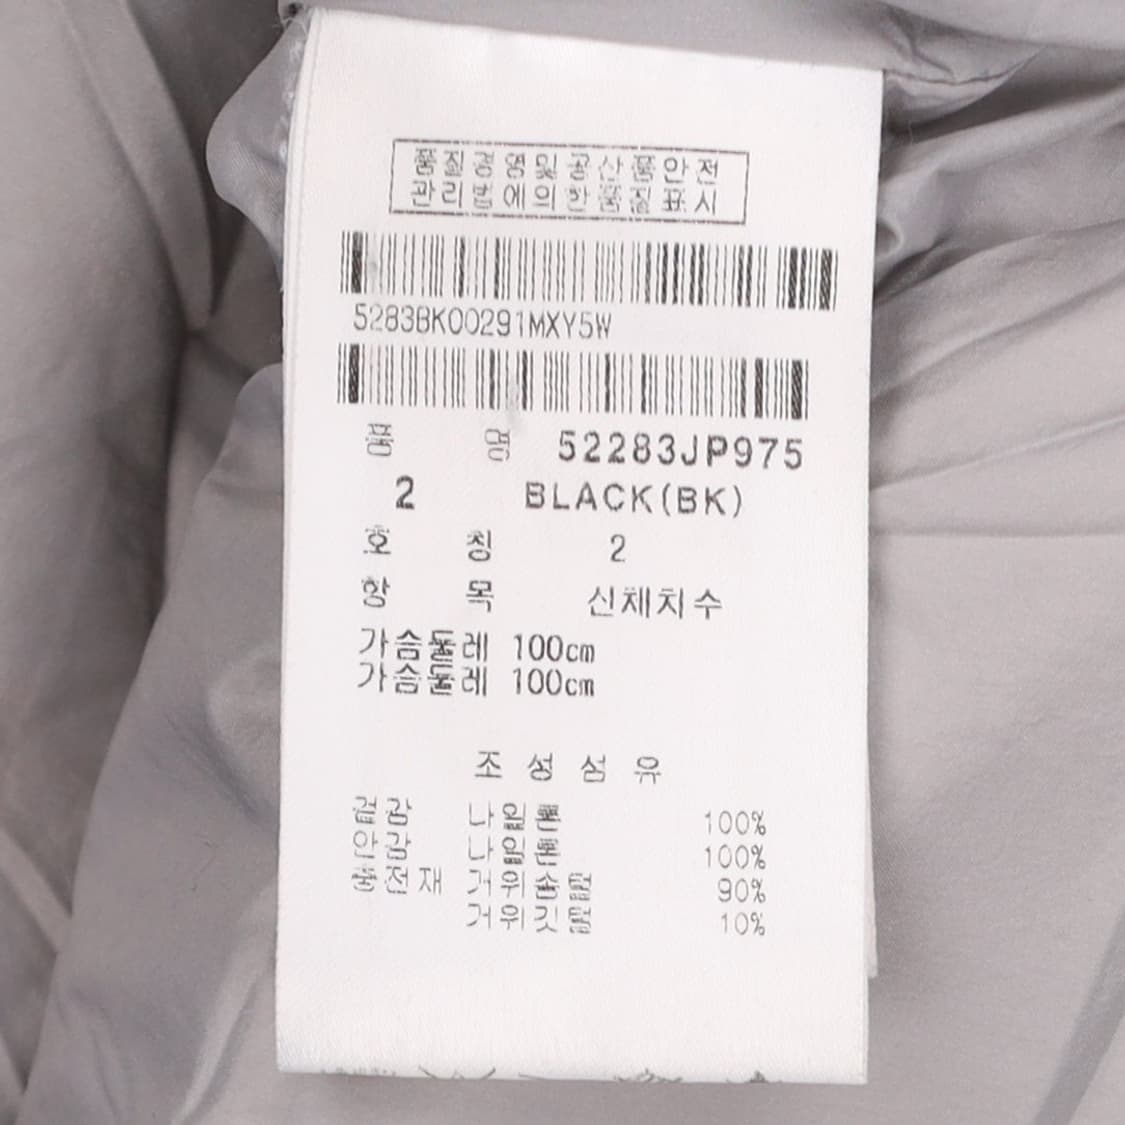 품질경영및공산품안전
관리법에의한품질표시
5283BK00291MXY5W
품 명 52283JP975
2 BLACK(BK)
호 칭 2
항 목 신체치수
가슴둘레 100cm
가슴둘레 100cm
조성섬유
겉감 나일론 100%
안감 나일론 100%
충전재 거위솜털 90%
거위깃털 10%